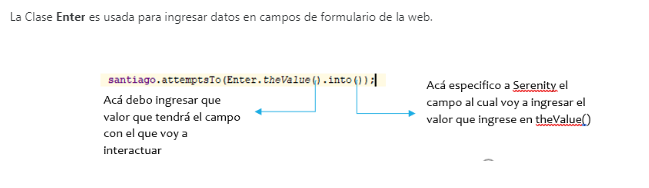 La Clase Enter es usada para ingresar datos en campos de formulario de la web.
santiago.attemptsTo(Enter.theValue().into());
Acá debo ingresar que
valor que tendrá el campo
con el que voy a
interactuar
Acá especifico a Serenity el
campo al cual voy a ingresar el
valor que ingrese en theValue()